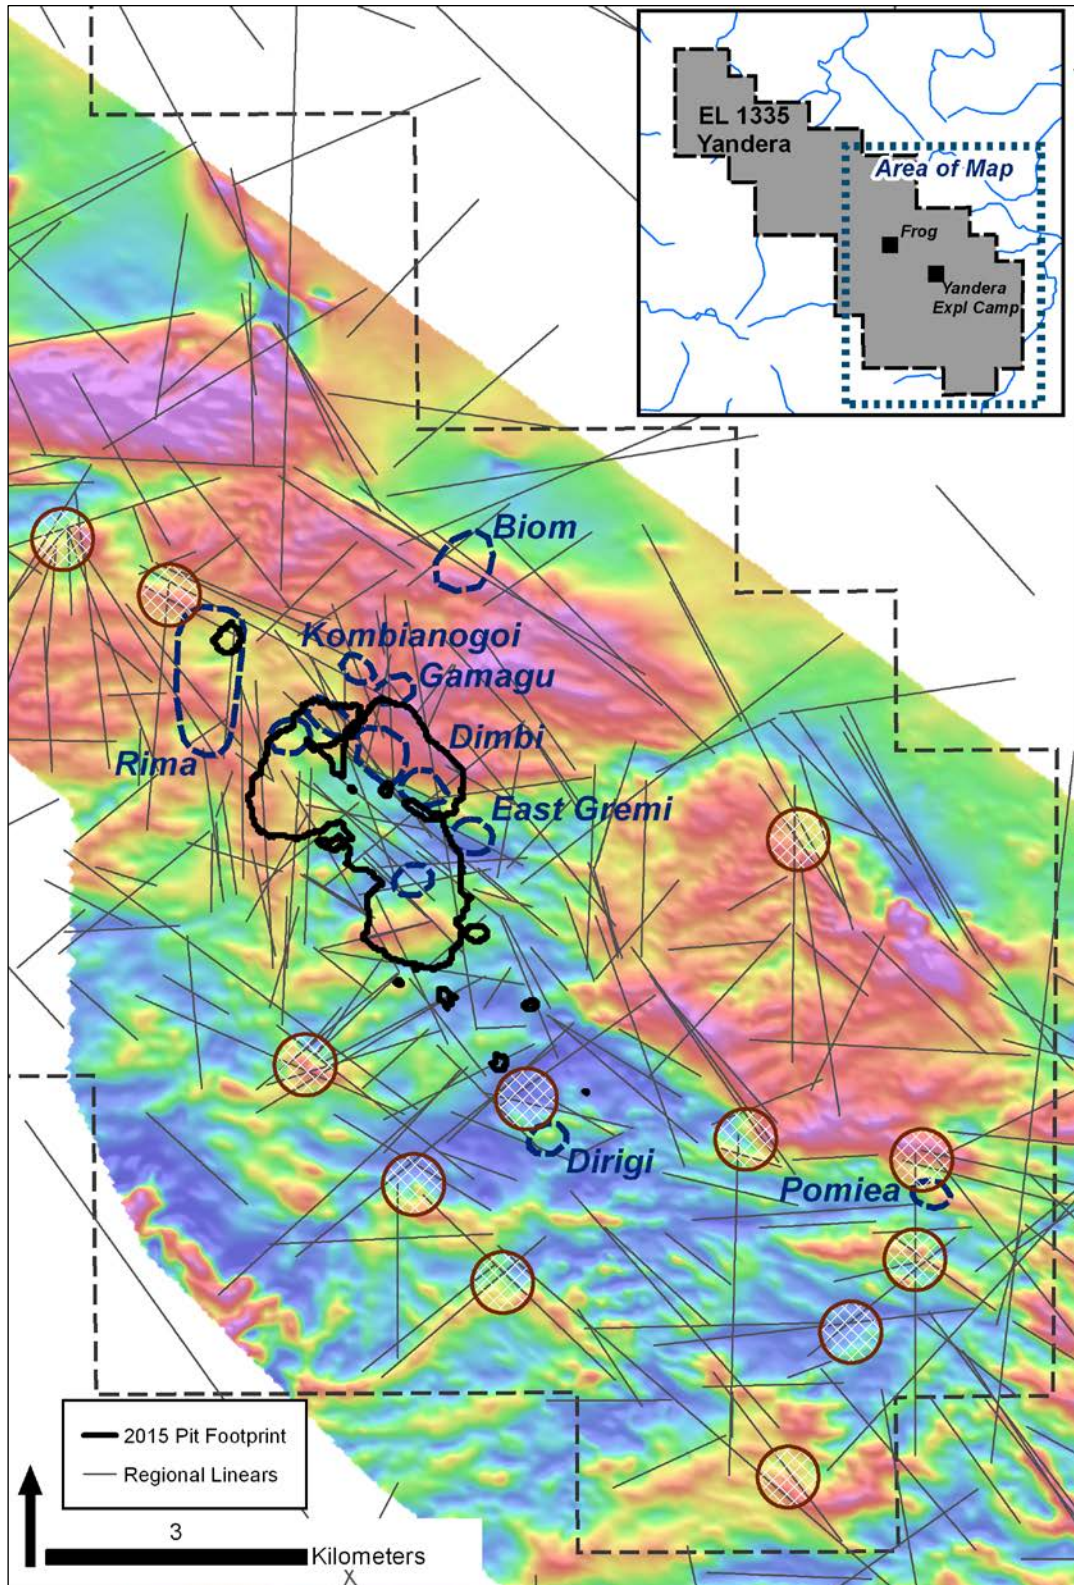 EL 1335
Yandera
Area of Map
Frog
Yandera
Expl Camp
Biom
Kombianogoi
Gamagu
Dimbi
Rima
East Gremi
Dirigi
Pomiea
2015 Pit Footprint
Regional Linears
3
Kilometers